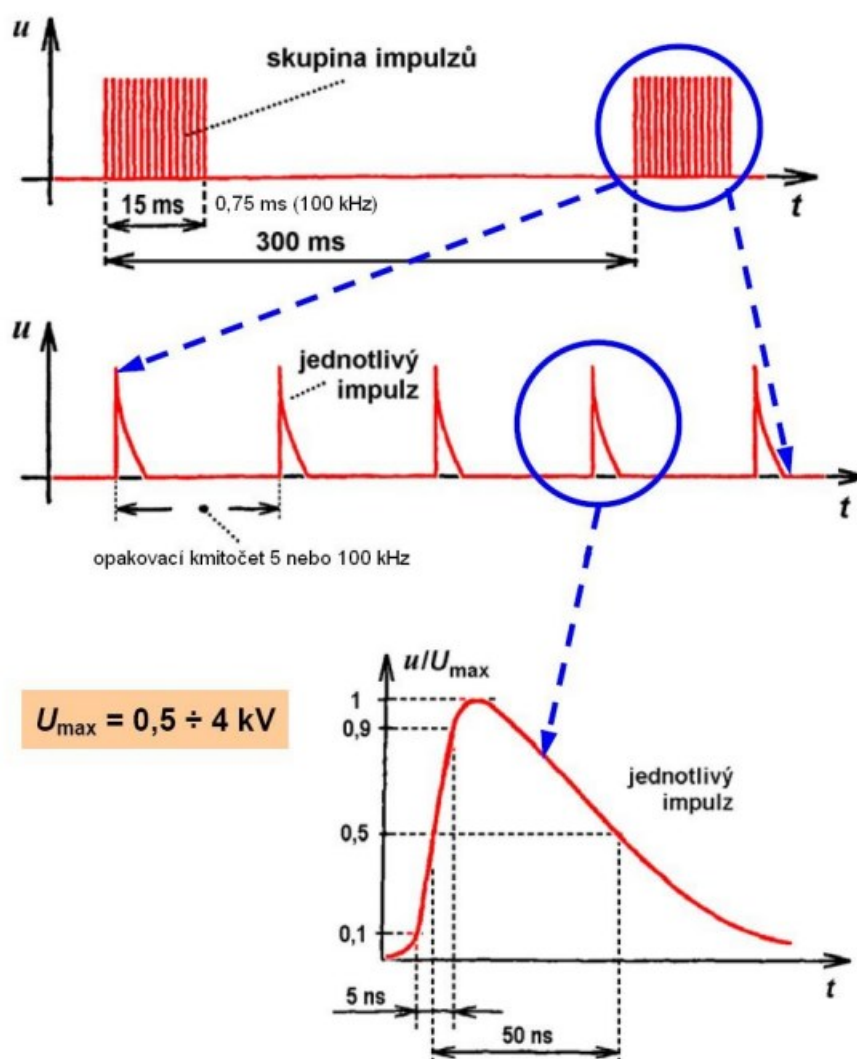 u
skupina impulzů
15 ms
0,75 ms (100 kHz)
t
300 ms
u
jednotlivý
impulz
t
opakovací kmitočet 5 nebo 100 kHz
u/Umax
Umax = 0,5 ÷ 4 kV
1
0,9
jednotlivý
impulz
0,5
0,1
t
5 ns
50 ns